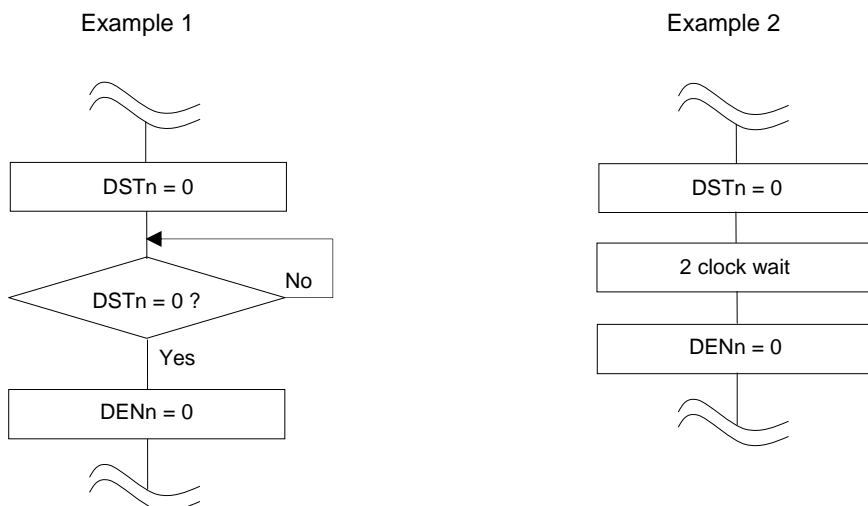 Example 1
DSTn = 0
DSTn = 0 ?
No
Yes
DENn = 0
Example 2
DSTn = 0
2 clock wait
DENn = 0